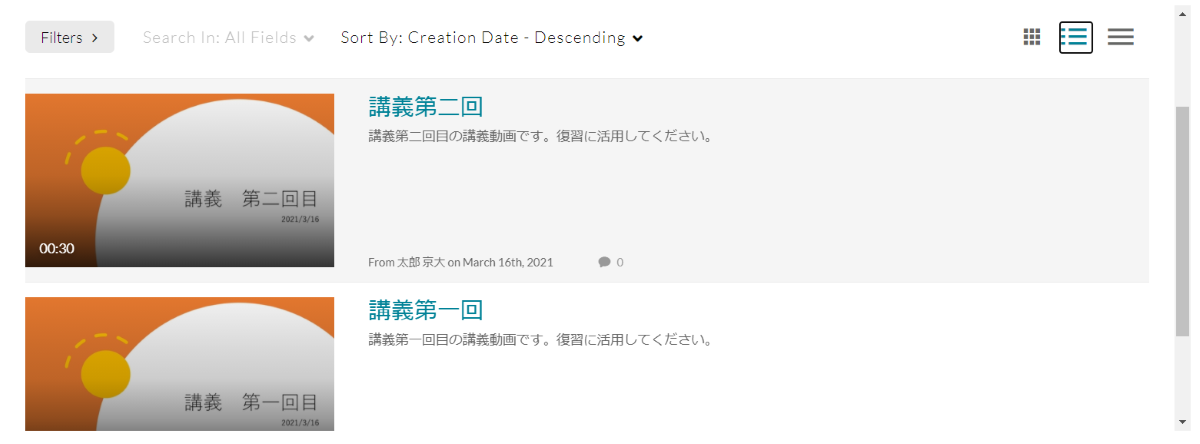 Filters
Search In: All Fields
Sort By: Creation Date - Descending
講義第二回
講義第二回目の講義動画です。復習に活用してください。
講義 第二回目
2021/3/16
00:30
From 太郎 京大 on March 16th, 2021
0
講義第一回
講義第一回目の講義動画です。復習に活用してください。
講義 第一回目
2021/3/16